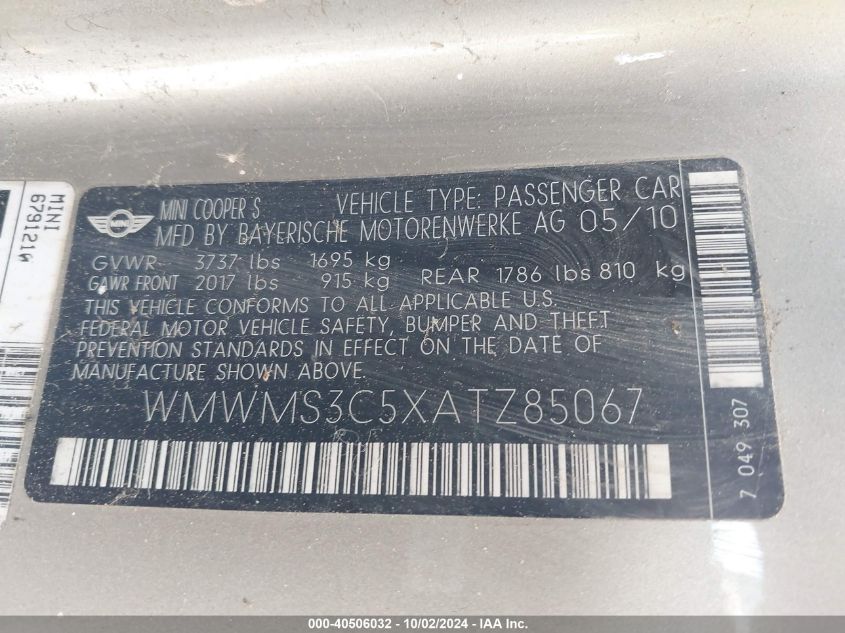 MINI
MINI COOPER S VEHICLE TYPE: PASSENGER CAR
MFD BY BAYERISCHE MOTORENWERKE AG 05/10
GVWR 3737 lbs 1695 kg
GAWR FRONT 2017 lbs 915 kg REAR 1786 lbs 810 kg
THIS VEHICLE CONFORMS TO ALL APPLICABLE U.S.
FEDERAL MOTOR VEHICLE SAFETY, BUMPER AND THEFT
PREVENTION STANDARDS IN EFFECT ON THE DATE OF
MANUFACTURE SHOWN ABOVE.
WMWMS3C5XATZ85067
7 049 307
MINI
000-40506032 - 10/02/2024 - IAAI Inc.